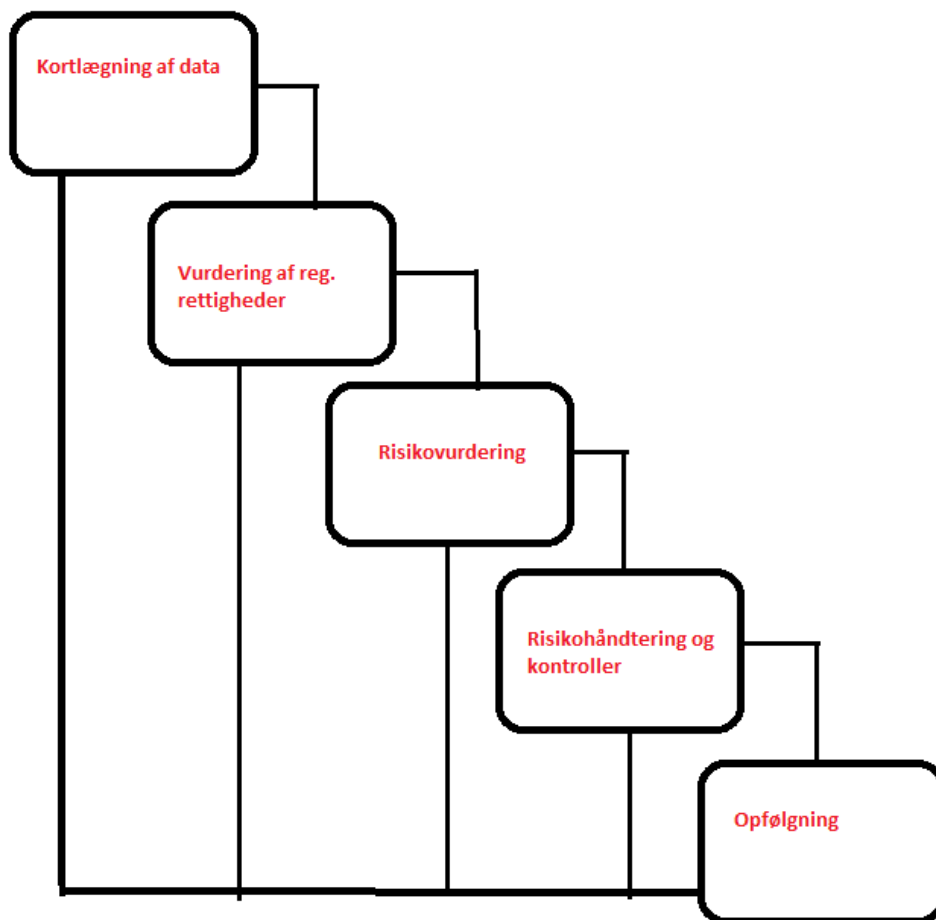 Kortlægning af data
Vurdering af reg.
rettigheder
Risikovurdering
Risikohåndtering og
kontroller
Opfølgning